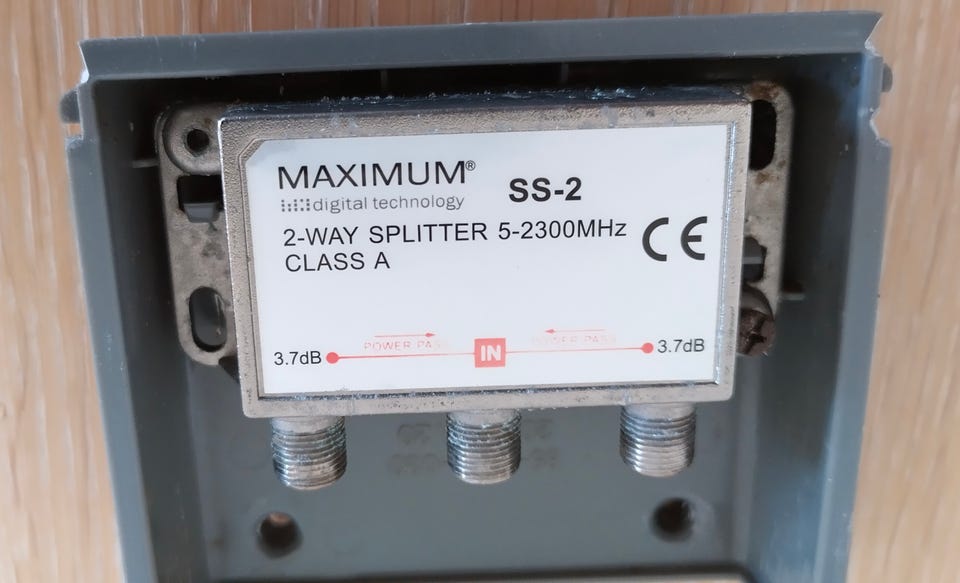 MAXIMUM®
digital technology
SS-2
2-WAY SPLITTER 5-2300MHz
CLASS A
CE
POWER PASS
POWER PASS
3.7dB
IN
3.7dB